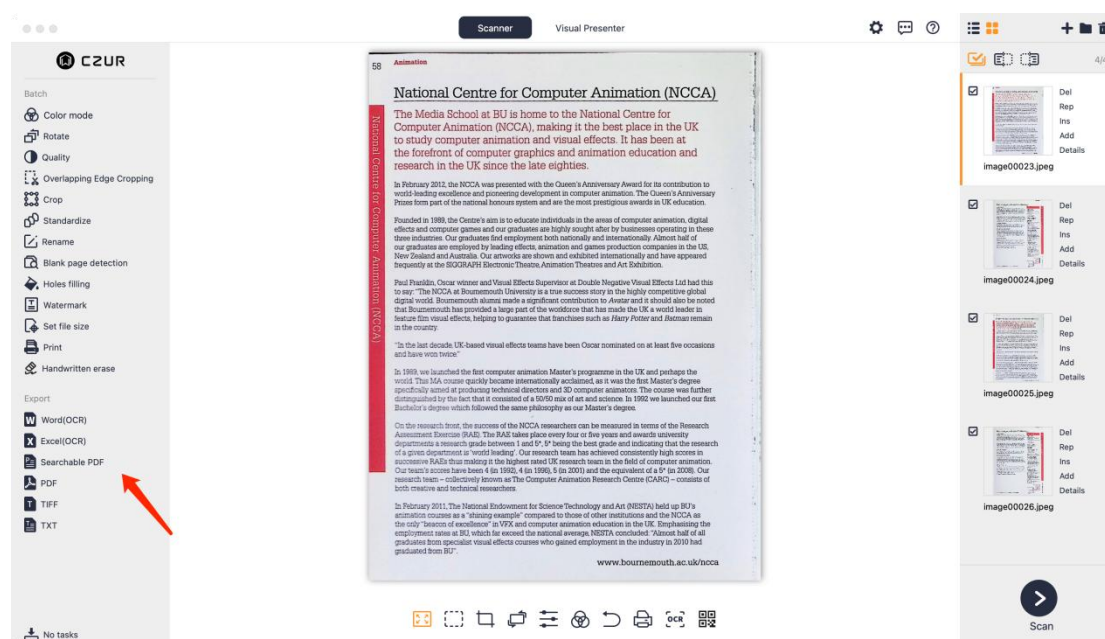 Scanner
Visual Presenter
CZUR
Batch
Color mode
Rotate
Quality
Overlapping Edge Cropping
Crop
Standardize
Rename
Blank page detection
Holes filling
Watermark
Set file size
Print
Handwritten erase
Export
Word(OCR)
Excel(OCR)
Searchable PDF
PDF
TIFF
TXT
No tasks
58
Animation
National Centre for Computer Animation (NCCA)
National Centre for Computer Animation (NCCA)
The Media School at BU is home to the National Centre for
Computer Animation (NCCA), making it the best place in the UK
to study computer animation and visual effects. It has been at
the forefront of computer graphics and animation education and
research in the UK since the late eighties.
In February 2012, the NCCA was presented with the Queen's Anniversary Award for its contribution to
world-leading excellence and pioneering development in computer animation. The Queen's Anniversary
Prizes form part of the national honours system and are the most prestigious awards in UK education.
Founded in 1989, the Centre's aim is to educate individuals in the areas of computer animation, digital
effects and computer games and our graduates are highly sought after by businesses operating in these
three industries. Our graduates find employment both nationally and internationally. Almost half of
our graduates are employed by leading effects, animation and games production companies in the US,
New Zealand and Australia. Our artworks are shown and exhibited internationally and have appeared
frequently at the SIGGRAPH Electronic Theatre, Animation Theatres and Art Exhibition.
Paul Franklin, Oscar winner and Visual Effects Supervisor at Double Negative Visual Effects Ltd had this
to say: "The NCCA at Bournemouth University is a true success story in the highly competitive global
digital world. Bournemouth alumni made a significant contribution to Avatar and it should also be noted
that Bournemouth has provided a large part of the workforce that has made the UK a world leader in
feature film visual effects, helping to guarantee that franchises such as Harry Potter and Batman remain
in the country.
"In the last decade, UK-based visual effects teams have been Oscar nominated on at least five occasions
and have won twice."
In 1989, we launched the first computer animation Master's programme in the UK and perhaps the
world. This MA course quickly became internationally acclaimed, as it was the first Master's degree
specifically aimed at producing technical directors and 3D computer animators. The course was further
distinguished by the fact that it consisted of a 50/50 mix of art and science. In 1992 we launched our first
Bachelor's degree which followed the same philosophy as our Master's degree.
On the research front, the success of the NCCA researchers can be measured in terms of the Research
Assessment Exercise (RAE). The RAE takes place every four or five years and awards university
departments a research grade between 1 and 5*, 5* being the best grade and indicating that the research
of a given department is 'world leading'. Our research team has achieved consistently high scores in
successive RAEs thus making it the highest rated UK research team in the field of computer animation.
Our team's scores have been 4 (in 1992), 4 (in 1996), 5 (in 2001) and the equivalent of a 5* (in 2008). Our
research team – collectively known as The Computer Animation Research Centre (CARC) – consists of
both creative and technical researchers.
In February 2011, The National Endowment for Science Technology and Art (NESTA) held up BU's
animation courses as a "shining example" compared to those of other institutions and the NCCA as
the only "beacon of excellence" in VFX and computer animation education in the UK. Emphasising the
employment rates at BU, which far exceed the national average, NESTA concluded: "Almost half of all
graduates from specialist visual effects courses who gained employment in the industry in 2010 had
graduated from BU".
www.bournemouth.ac.uk/ncca
OCR
Del
Rep
Ins
Add
Details
image00023.jpeg
Del
Rep
Ins
Add
Details
image00024.jpeg
Del
Rep
Ins
Add
Details
image00025.jpeg
Del
Rep
Ins
Add
Details
image00026.jpeg
Scan